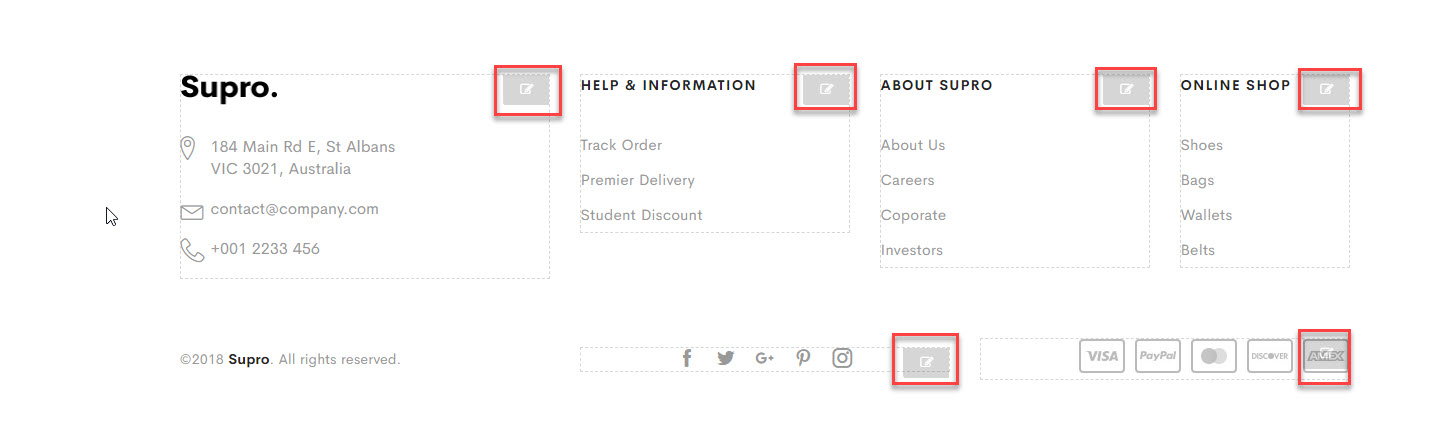 Supro.
184 Main Rd E, St Albans
VIC 3021, Australia
contact@company.com
+001 2233 456
HELP & INFORMATION
Track Order
Premier Delivery
Student Discount
ABOUT SUPRO
About Us
Careers
Coporate
Investors
ONLINE SHOP
Shoes
Bags
Wallets
Belts
©2018 Supro. All rights reserved.
f G+
VISA PayPal DISCOVER AMEX